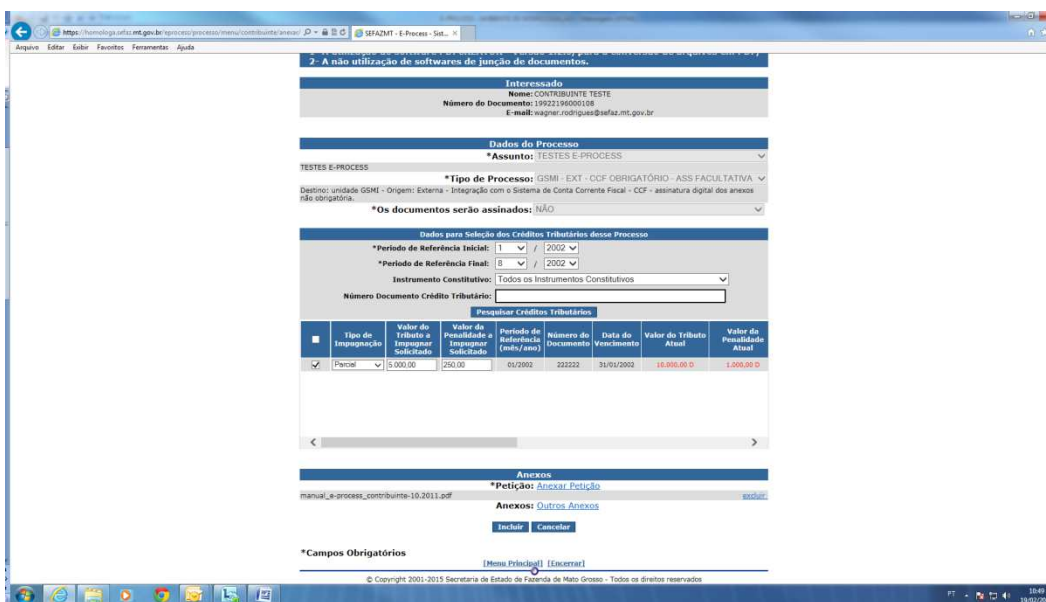 https://homologa.sefaz.mt.gov.br/eprocess/processo/menu/contribuinte/anexar/
SEFAZMT - E-Process - Sist...
Arquivo Editar Exibir Favoritos Ferramentas Ajuda
2- A não utilização de softwares de junção de documentos.
Interessado
Nome: CONTRIBUINTE TESTE
Número do Documento: 19922196000108
E-mail: wagner.rodrigues@sefaz.mt.gov.br
Dados do Processo
*Assunto: TESTES E-PROCESS
TESTES E-PROCESS
*Tipo de Processo: GSMI - EXT - CCF OBRIGATÓRIO - ASS FACULTATIVA
Destino: unidade GSMI - Origem: Externa - Integração com o Sistema de Conta Corrente Fiscal - CCF - assinatura digital dos anexos
não obrigatória.
*Os documentos serão assinados: NÃO
Dados para Seleção dos Créditos Tributários desse Processo
*Período de Referência Inicial: 1 / 2002
*Período de Referência Final: 8 / 2002
Instrumento Constitutivo: Todos os Instrumentos Constitutivos
Número Documento Crédito Tributário:
Pesquisar Créditos Tributários
Tipo de Impugnação Valor do Tributo a Impugnar Solicitado Valor da Penalidade a Impugnar Solicitado Período de Referência (mês/ano) Número do Documento Data do Vencimento Valor do Tributo Atual Valor da Penalidade Atual
Parcial 5.000,00 250,00 01/2002 222222 31/01/2002 10.000,00 D 1.000,00 D
Anexos
*Petição: Anexar Petição
manual_e-process_contribuinte-10.2011.pdf excluir
Anexos: Outros Anexos
Incluir Cancelar
*Campos Obrigatórios
[Menu Principal] [Encerrar]
© Copyright 2001-2015 Secretaria de Estado de Fazenda de Mato Grosso - Todos os direitos reservados
PT 10:49